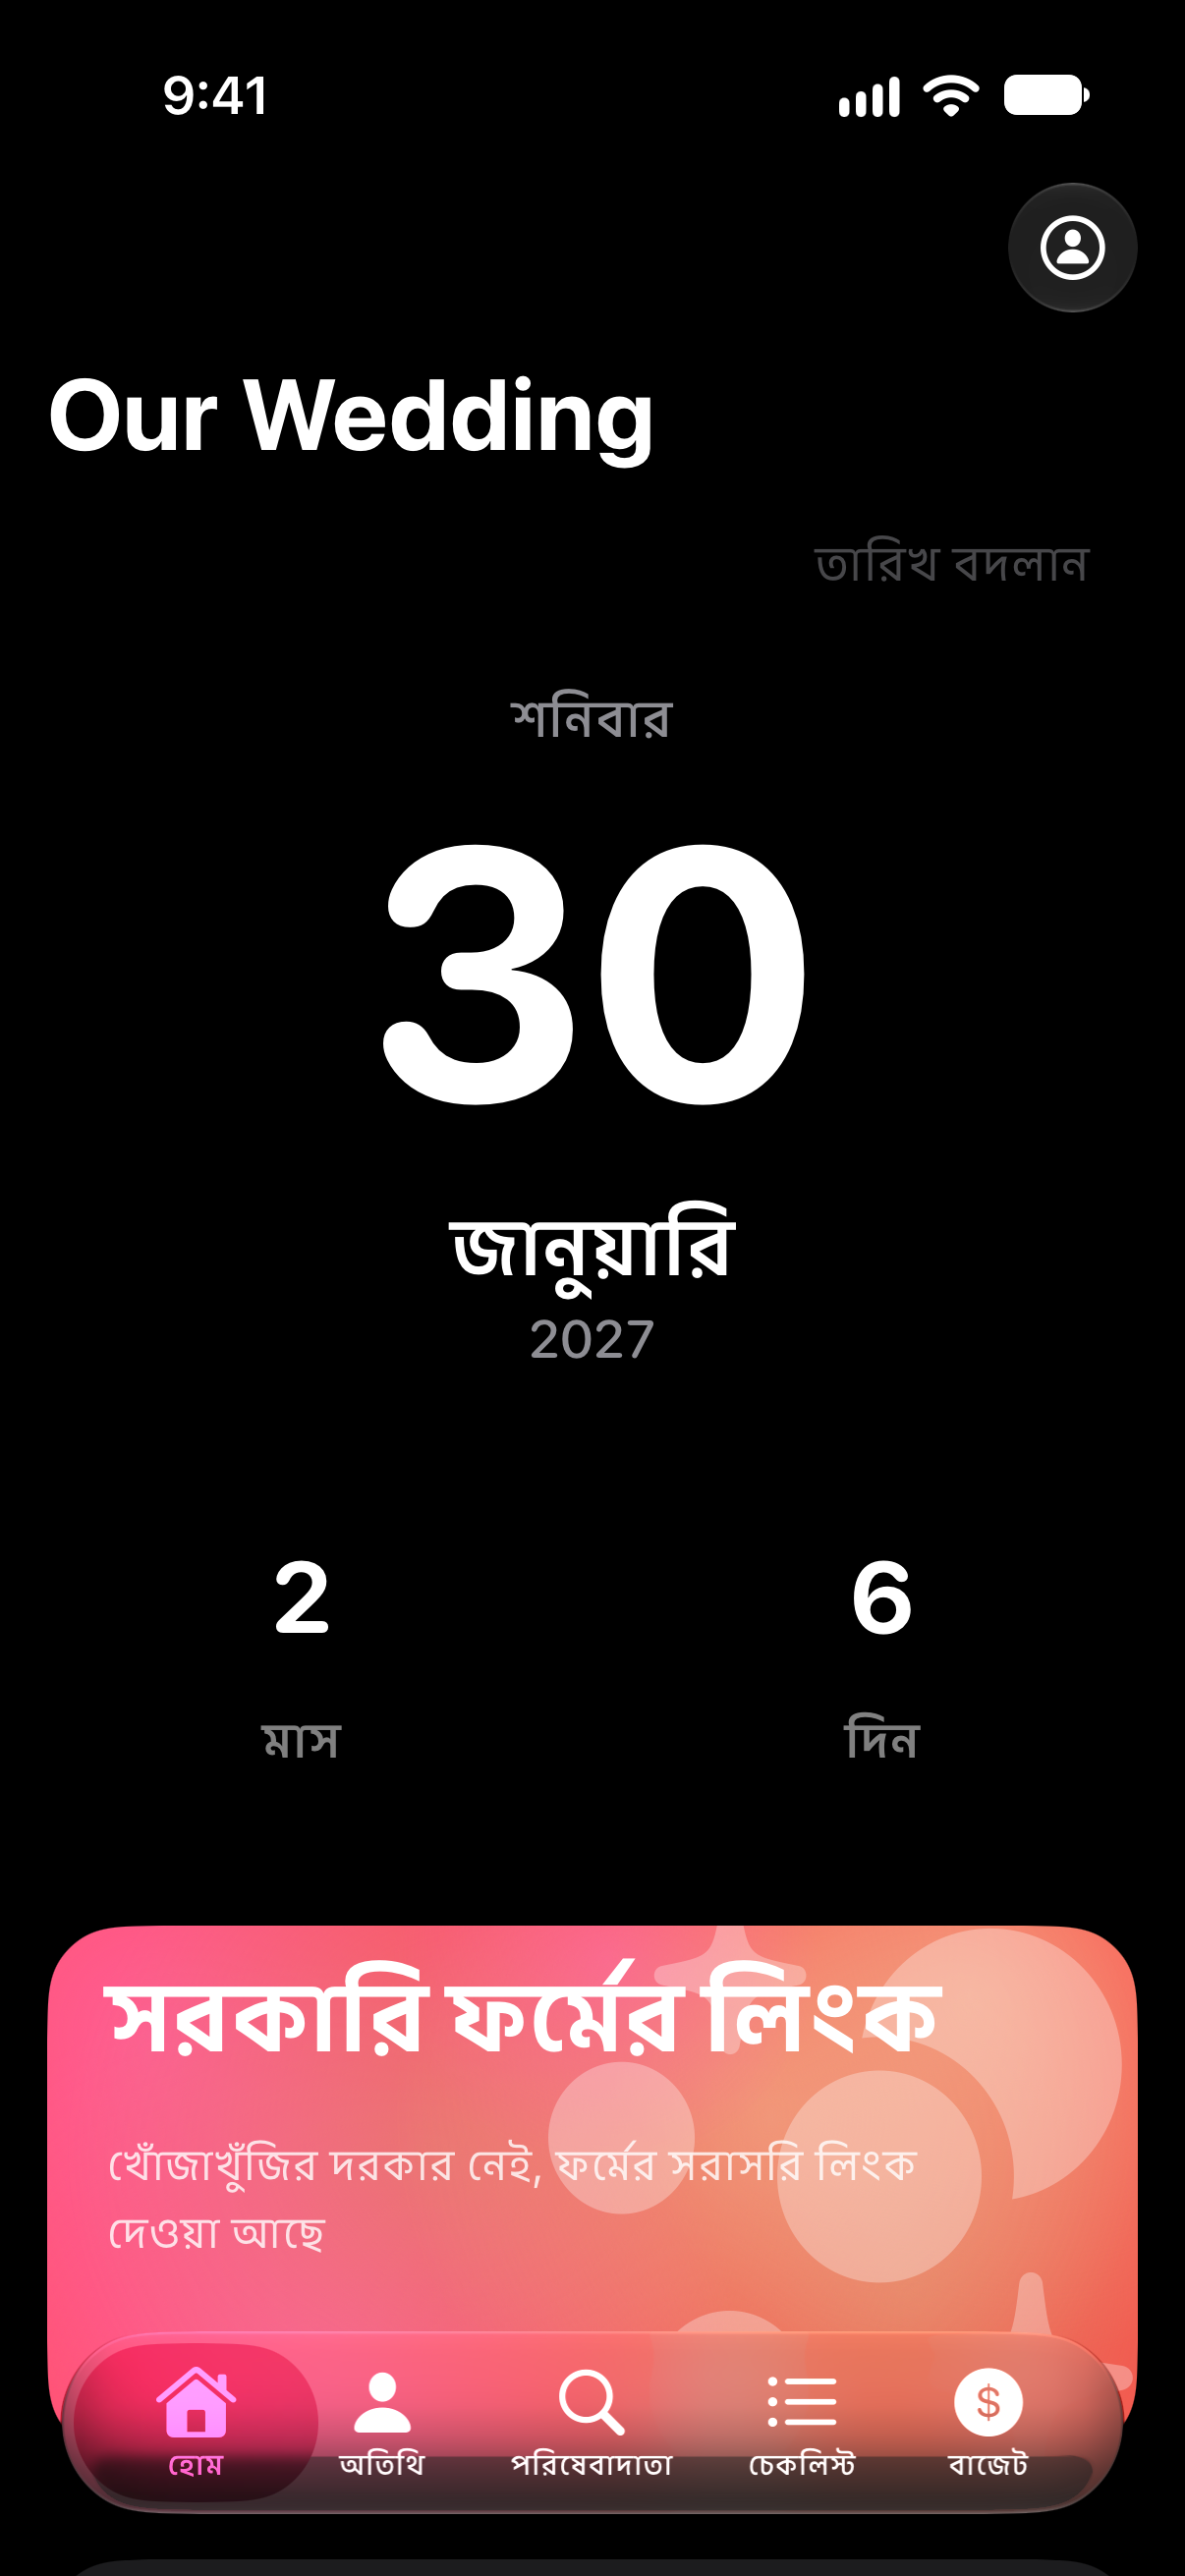 9:41
Our Wedding
তারিখ বদলান
শনিবার
30
জানুয়ারি
2027
2
6
মাস
দিন
সরকারি ফর্মের লিংক
খোঁজাখুঁজির দরকার নেই, ফর্মের সরাসরি লিংক
দেওয়া আছে
হোম
অতিথি
পরিষেবাদাতা
চেকলিস্ট
$
বাজেট